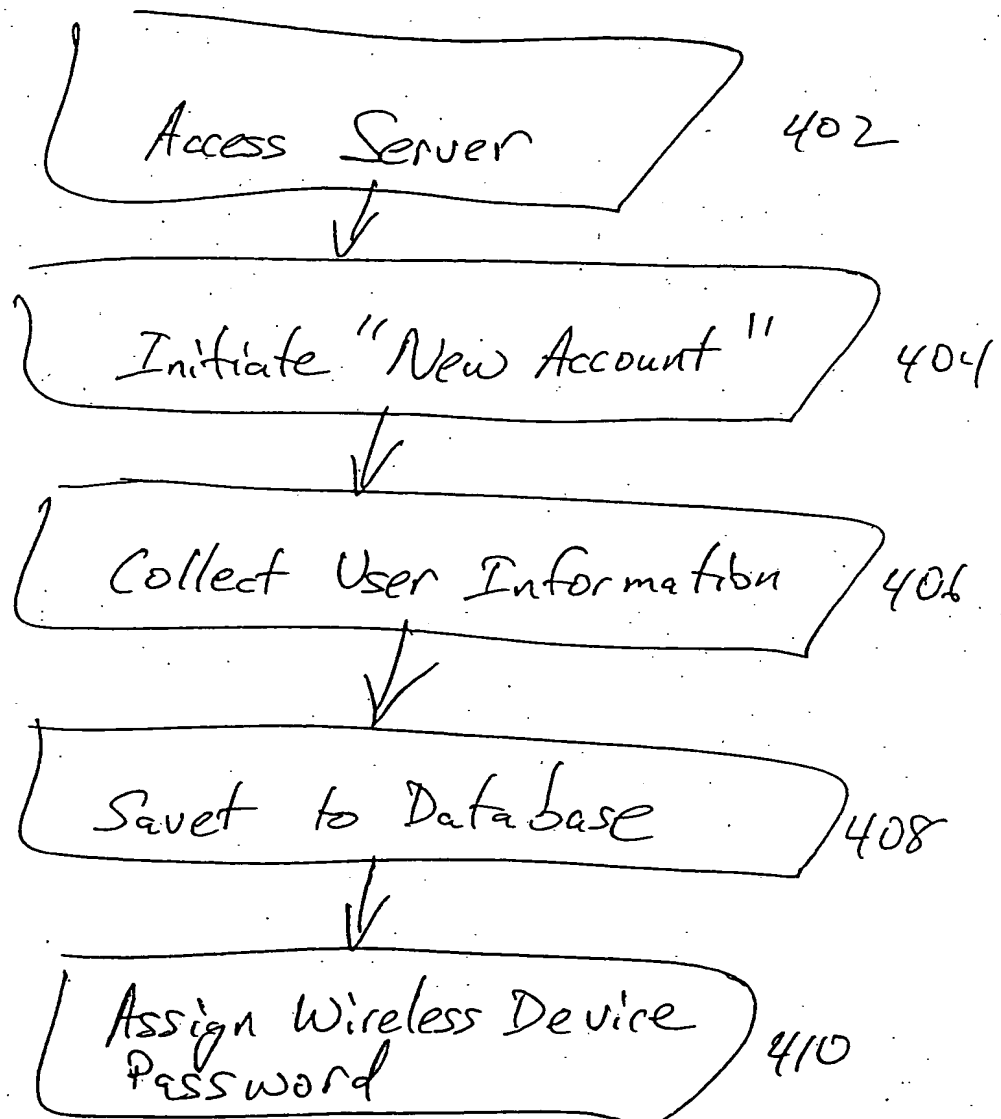 Access Server 402
Initiate "New Account" 404
Collect User Information 406
Savet to Database 408
Assign Wireless Device
Password 410